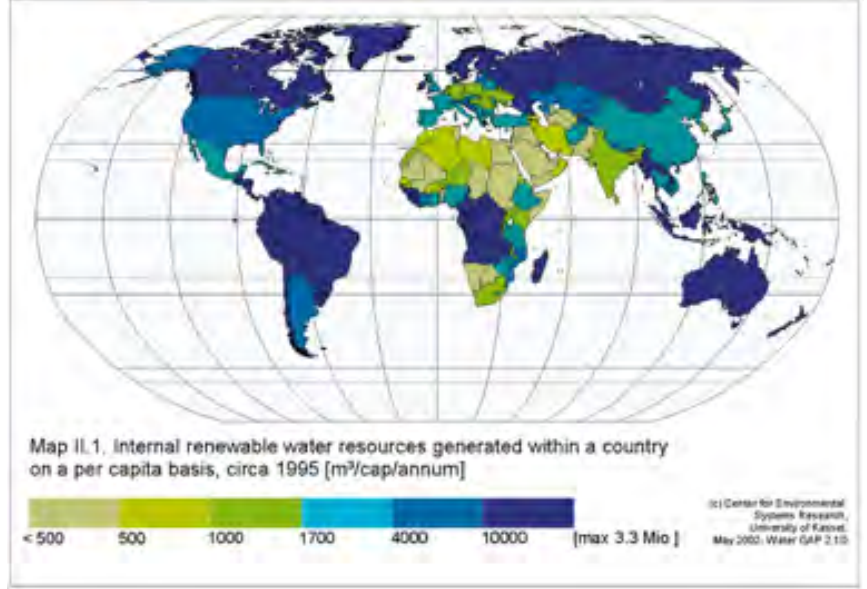 Map II.1. Internal renewable water resources generated within a country
on a per capita basis, circa 1995 [m³/cap/annum]
< 500 500 1000 1700 4000 10000 [max 3.3 Mio ]
(c) Center for Environmental
Systems Research,
University of Kassel,
May 2002; Water GAP 2.1D